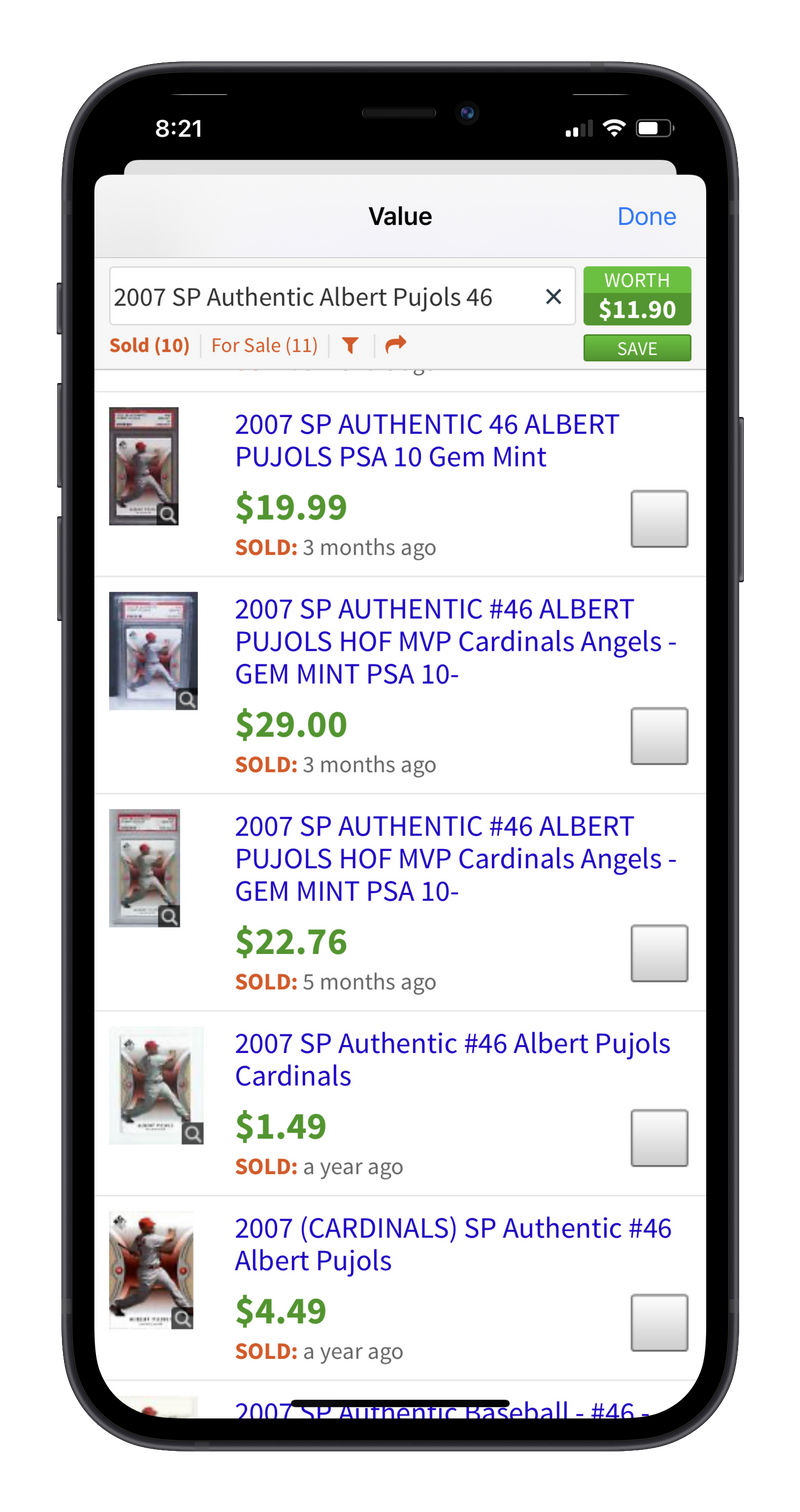 8:21
Value
Done
2007 SP Authentic Albert Pujols 46
WORTH
$11.90
Sold (10)
For Sale (11)
SAVE
2007 SP AUTHENTIC 46 ALBERT
PUJOLS PSA 10 Gem Mint
$19.99
SOLD: 3 months ago
2007 SP AUTHENTIC #46 ALBERT
PUJOLS HOF MVP Cardinals Angels -
GEM MINT PSA 10-
$29.00
SOLD: 3 months ago
2007 SP AUTHENTIC #46 ALBERT
PUJOLS HOF MVP Cardinals Angels -
GEM MINT PSA 10-
$22.76
SOLD: 5 months ago
2007 SP Authentic #46 Albert Pujols
Cardinals
$1.49
SOLD: a year ago
2007 (CARDINALS) SP Authentic #46
Albert Pujols
$4.49
SOLD: a year ago
2007 SP Authentic Baseball - #46 -